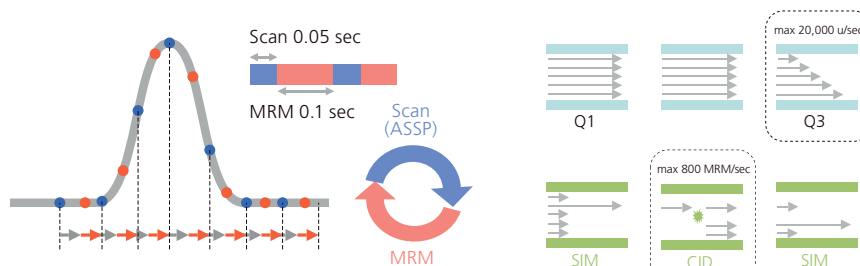 Scan 0.05 sec
MRM 0.1 sec
Scan
(ASSP)
MRM
max 20,000 u/sec
Q1
Q3
max 800 MRM/sec
SIM
CID
SIM